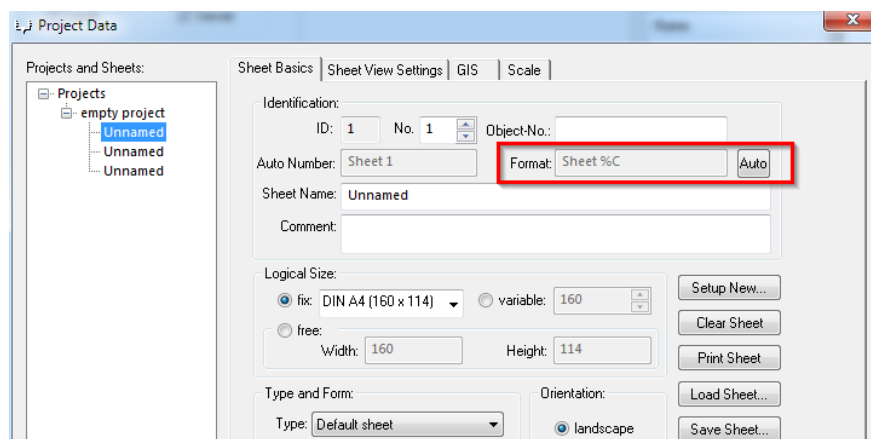 Project Data
Projects and Sheets:
Projects
empty project
Unnamed
Unnamed
Unnamed
Sheet Basics Sheet View Settings GIS Scale
Identification:
ID: 1 No. 1 Object-No.:
Auto Number: Sheet 1 Format: Sheet %C Auto
Sheet Name: Unnamed
Comment:
Logical Size:
fix: DIN A4 (160 x 114) variable: 160
free:
Width: 160 Height: 114
Setup New...
Clear Sheet
Print Sheet
Load Sheet...
Save Sheet...
Type and Form:
Type: Default sheet
Orientation:
landscape